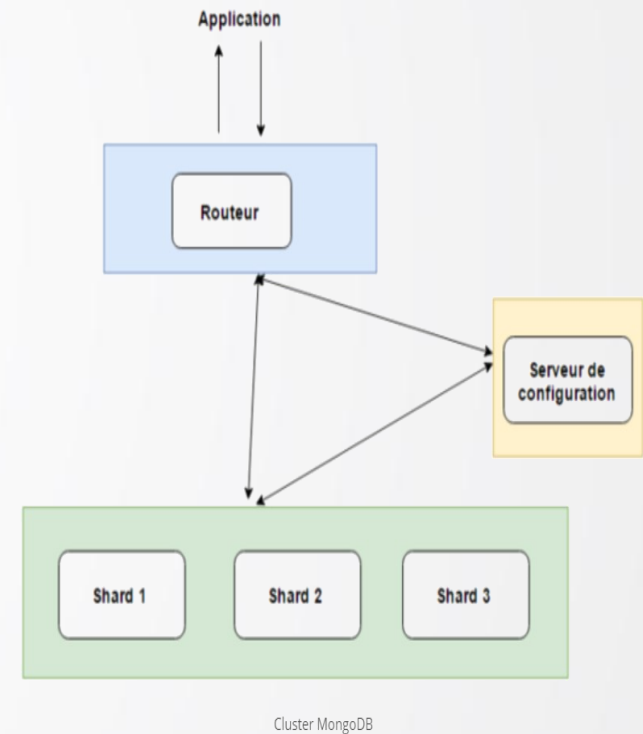 Application
Routeur
Serveur de
configuration
Shard 1
Shard 2
Shard 3
Cluster MongoDB